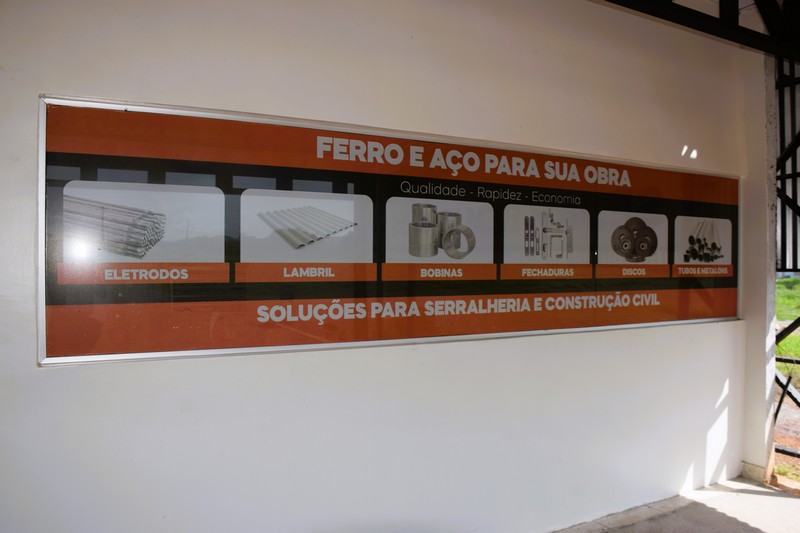 FERRO E AÇO PARA SUA OBRA
Qualidade - Rapidez - Economia
ELETRODOS
LAMBRIL
BOBINAS
FECHADURAS
DISCOS
TUBOS E METALONS
SOLUÇÕES PARA SERRALHERIA E CONSTRUÇÃO CIVIL